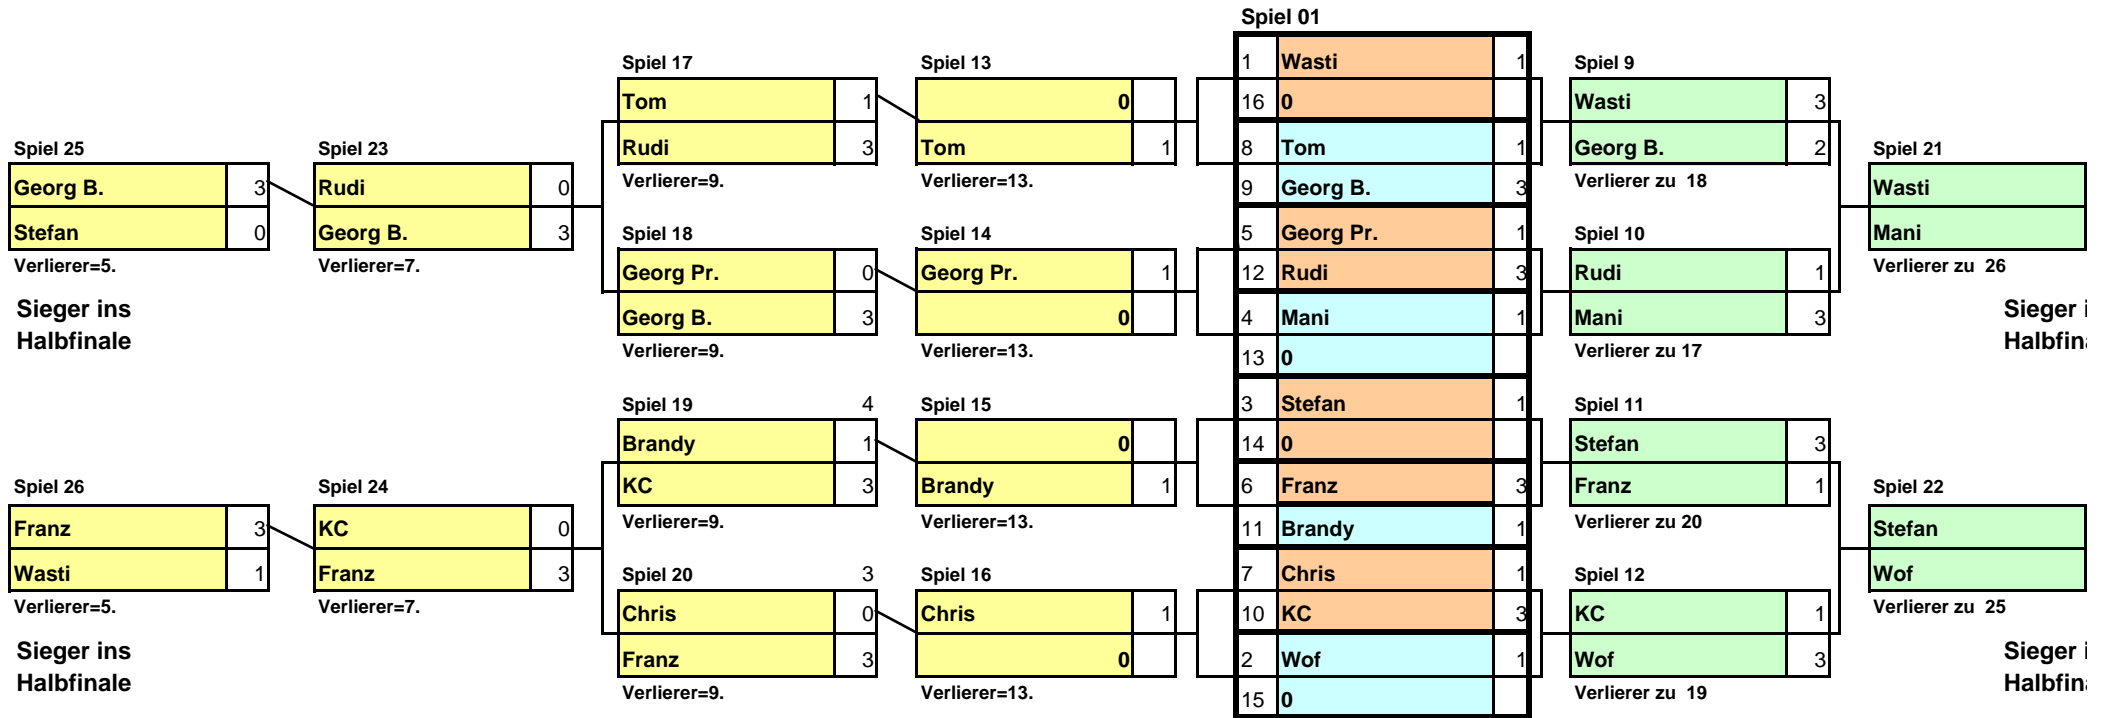 Spiel 01
1 Wasti 1
Spiel 17 Spiel 13 Spiel 9
Tom 1 0 16 0 Wasti 3
Spiel 25 Spiel 23 Rudi 3 Tom 1 8 Tom 1 Georg B. 2 Spiel 21
Georg B. 3 Rudi 0 Verlierer=9. Verlierer=13. 9 Georg B. 3 Verlierer zu 18 Wasti
Stefan 0 Georg B. 3 Spiel 18 Spiel 14 5 Georg Pr. 1 Spiel 10 Mani
Verlierer=5. Verlierer=7. Georg Pr. 0 Georg Pr. 1 12 Rudi 3 Rudi 1 Verlierer zu 26
Sieger ins Georg B. 3 0 4 Mani 1 Mani 3 Sieger i
Halbfinale Verlierer=9. Verlierer=13. 13 0 Verlierer zu 17 Halbfina
Spiel 19 4 Spiel 15 3 Stefan 1 Spiel 11
Brandy 1 0 14 0 Stefan 3
Spiel 26 Spiel 24 KC 3 Brandy 1 6 Franz 3 Franz 1 Spiel 22
Franz 3 KC 0 Verlierer=9. Verlierer=13. 11 Brandy 1 Verlierer zu 20 Stefan
Wasti 1 Franz 3 Spiel 20 3 Spiel 16 7 Chris 1 Spiel 12 Wof
Verlierer=5. Verlierer=7. Chris 0 Chris 1 10 KC 3 KC 1 Verlierer zu 25
Sieger ins Franz 3 0 2 Wof 1 Wof 3 Sieger i
Halbfinale Verlierer=9. Verlierer=13. 15 0 Verlierer zu 19 Halbfina